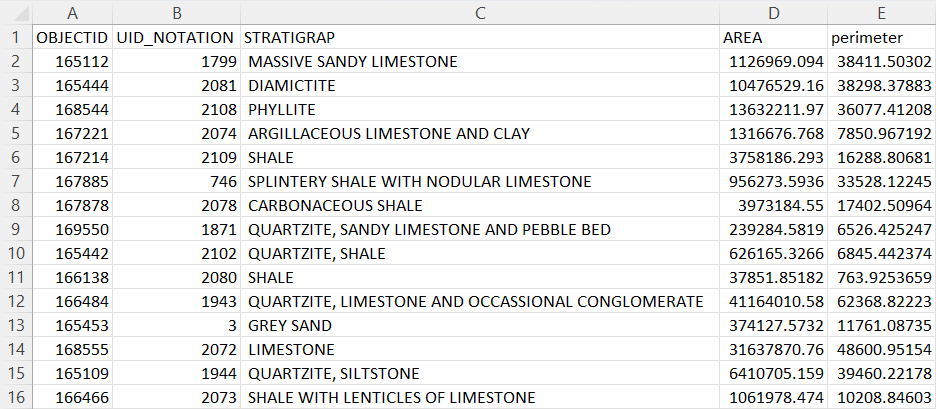 A B C D E
1 OBJECTID UID_NOTATION STRATIGRAP AREA perimeter
2 165112 1799 MASSIVE SANDY LIMESTONE 1126969.094 38411.50302
3 165444 2081 DIAMICTITE 10476529.16 38298.37883
4 168544 2108 PHYLLITE 13632211.97 36077.41208
5 167221 2074 ARGILLACEOUS LIMESTONE AND CLAY 1316676.768 7850.967192
6 167214 2109 SHALE 3758186.293 16288.80681
7 167885 746 SPLINTERY SHALE WITH NODULAR LIMESTONE 956273.5936 33528.12245
8 167878 2078 CARBONACEOUS SHALE 3973184.55 17402.50964
9 169550 1871 QUARTZITE, SANDY LIMESTONE AND PEBBLE BED 239284.5819 6526.425247
10 165442 2102 QUARTZITE, SHALE 626165.3266 6845.442374
11 166138 2080 SHALE 37851.85182 763.9253659
12 166484 1943 QUARTZITE, LIMESTONE AND OCCASSIONAL CONGLOMERATE 41164010.58 62368.82223
13 165453 3 GREY SAND 374127.5732 11761.08735
14 168555 2072 LIMESTONE 31637870.76 48600.95154
15 165109 1944 QUARTZITE, SILTSTONE 6410705.159 39460.22178
16 166466 2073 SHALE WITH LENTICLES OF LIMESTONE 1061978.474 10208.84603